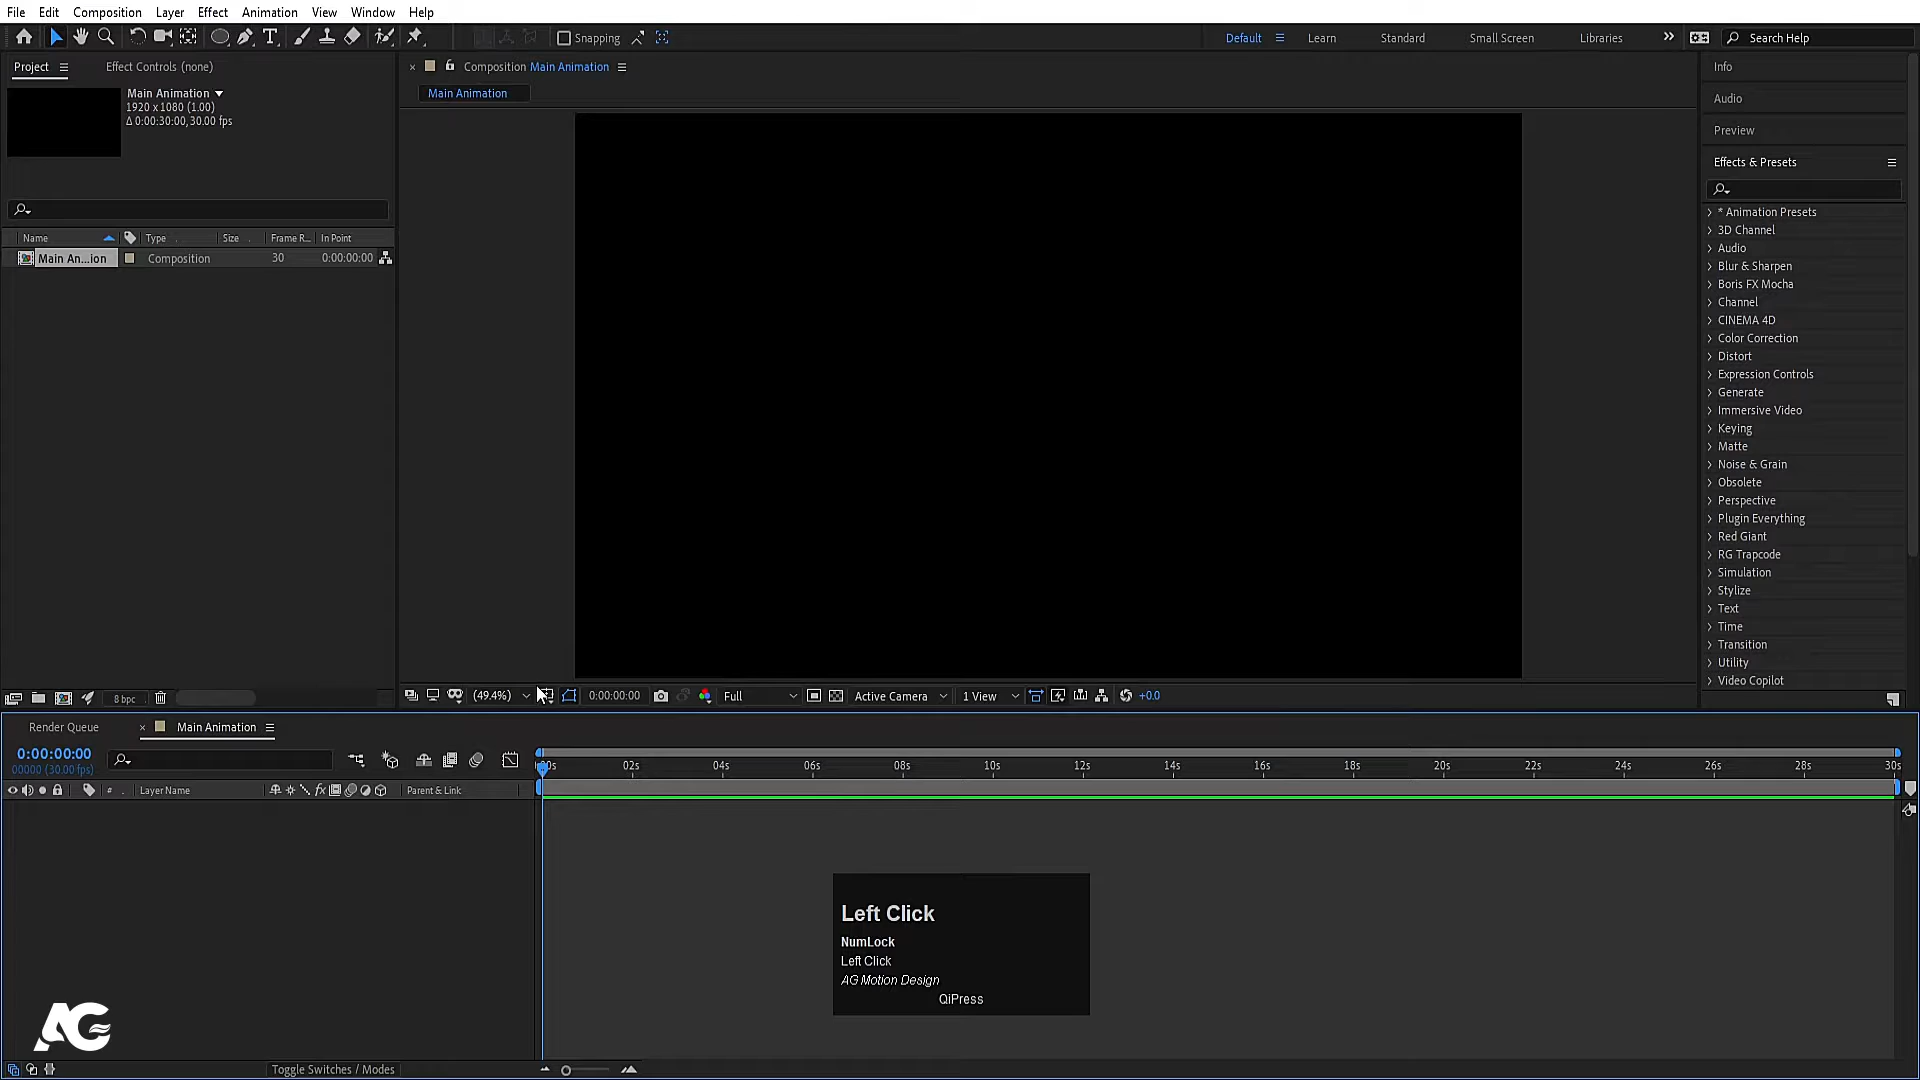 File Edit Composition Layer Effect Animation View Window Help
Snapping Default Learn Standard Small Screen Libraries Search Help
Project Effect Controls (none)
Main Animation
1920 x 1080 (1.00)
Δ 0:00:30:00, 30.00 fps
Name Type Size Frame R... In Point
Main An...ion Composition 30 0:00:00:00
8 bpc
Composition Main Animation
Main Animation
(49.4%) 0:00:00:00 Full Active Camera 1 View +0.0
Info
Audio
Preview
Effects & Presets
* Animation Presets
3D Channel
Audio
Blur & Sharpen
Boris FX Mocha
Channel
CINEMA 4D
Color Correction
Distort
Expression Controls
Generate
Immersive Video
Keying
Matte
Noise & Grain
Obsolete
Perspective
Plugin Everything
Red Giant
RG Trapcode
Simulation
Stylize
Text
Time
Transition
Utility
Video Copilot
Render Queue Main Animation
0:00:00:00
00000 (30.00 fps)
# Layer Name fx Parent & Link
02s 04s 06s 08s 10s 12s 14s 16s 18s 20s 22s 24s 26s 28s 30s
Left Click
NumLock
Left Click
AG Motion Design
QiPress
AG
Toggle Switches / Modes